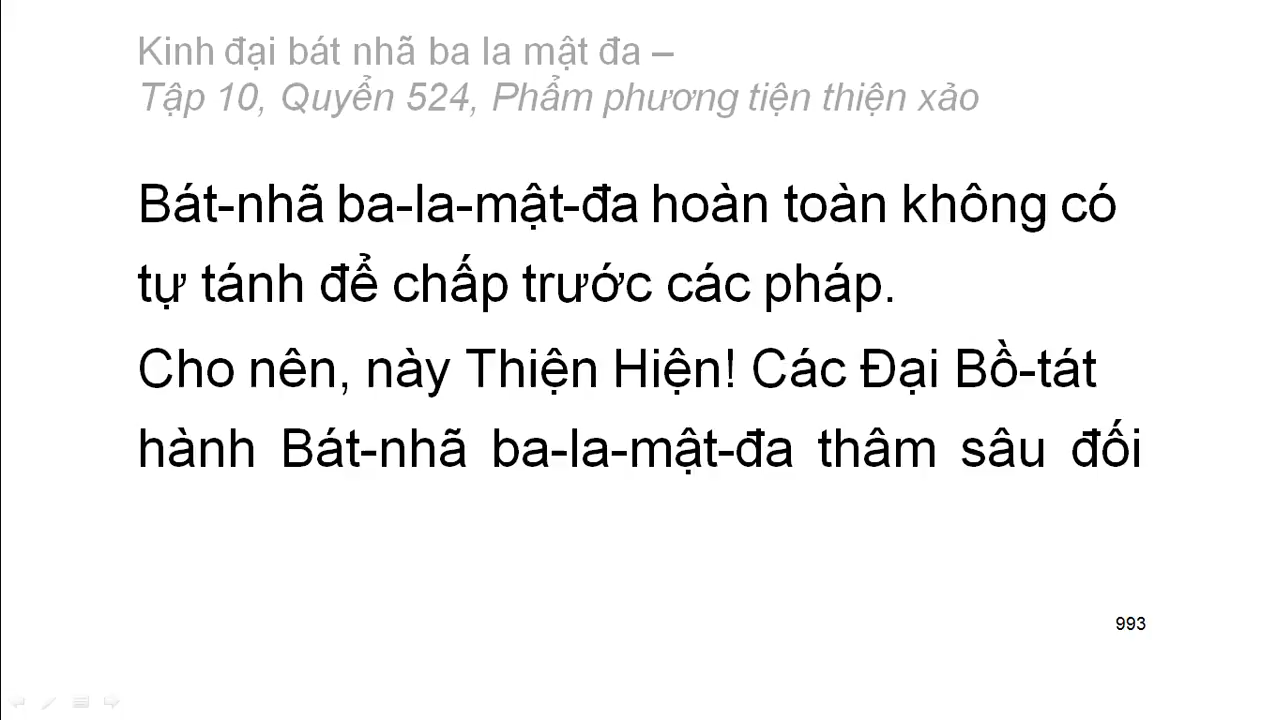 Kinh đại bát nhã ba la mật đa –
Tập 10, Quyển 524, Phẩm phương tiện thiện xảo
Bát-nhã ba-la-mật-đa hoàn toàn không có
tự tánh để chấp trước các pháp.
Cho nên, này Thiện Hiện! Các Đại Bồ-tát
hành Bát-nhã ba-la-mật-đa thâm sâu đối
993